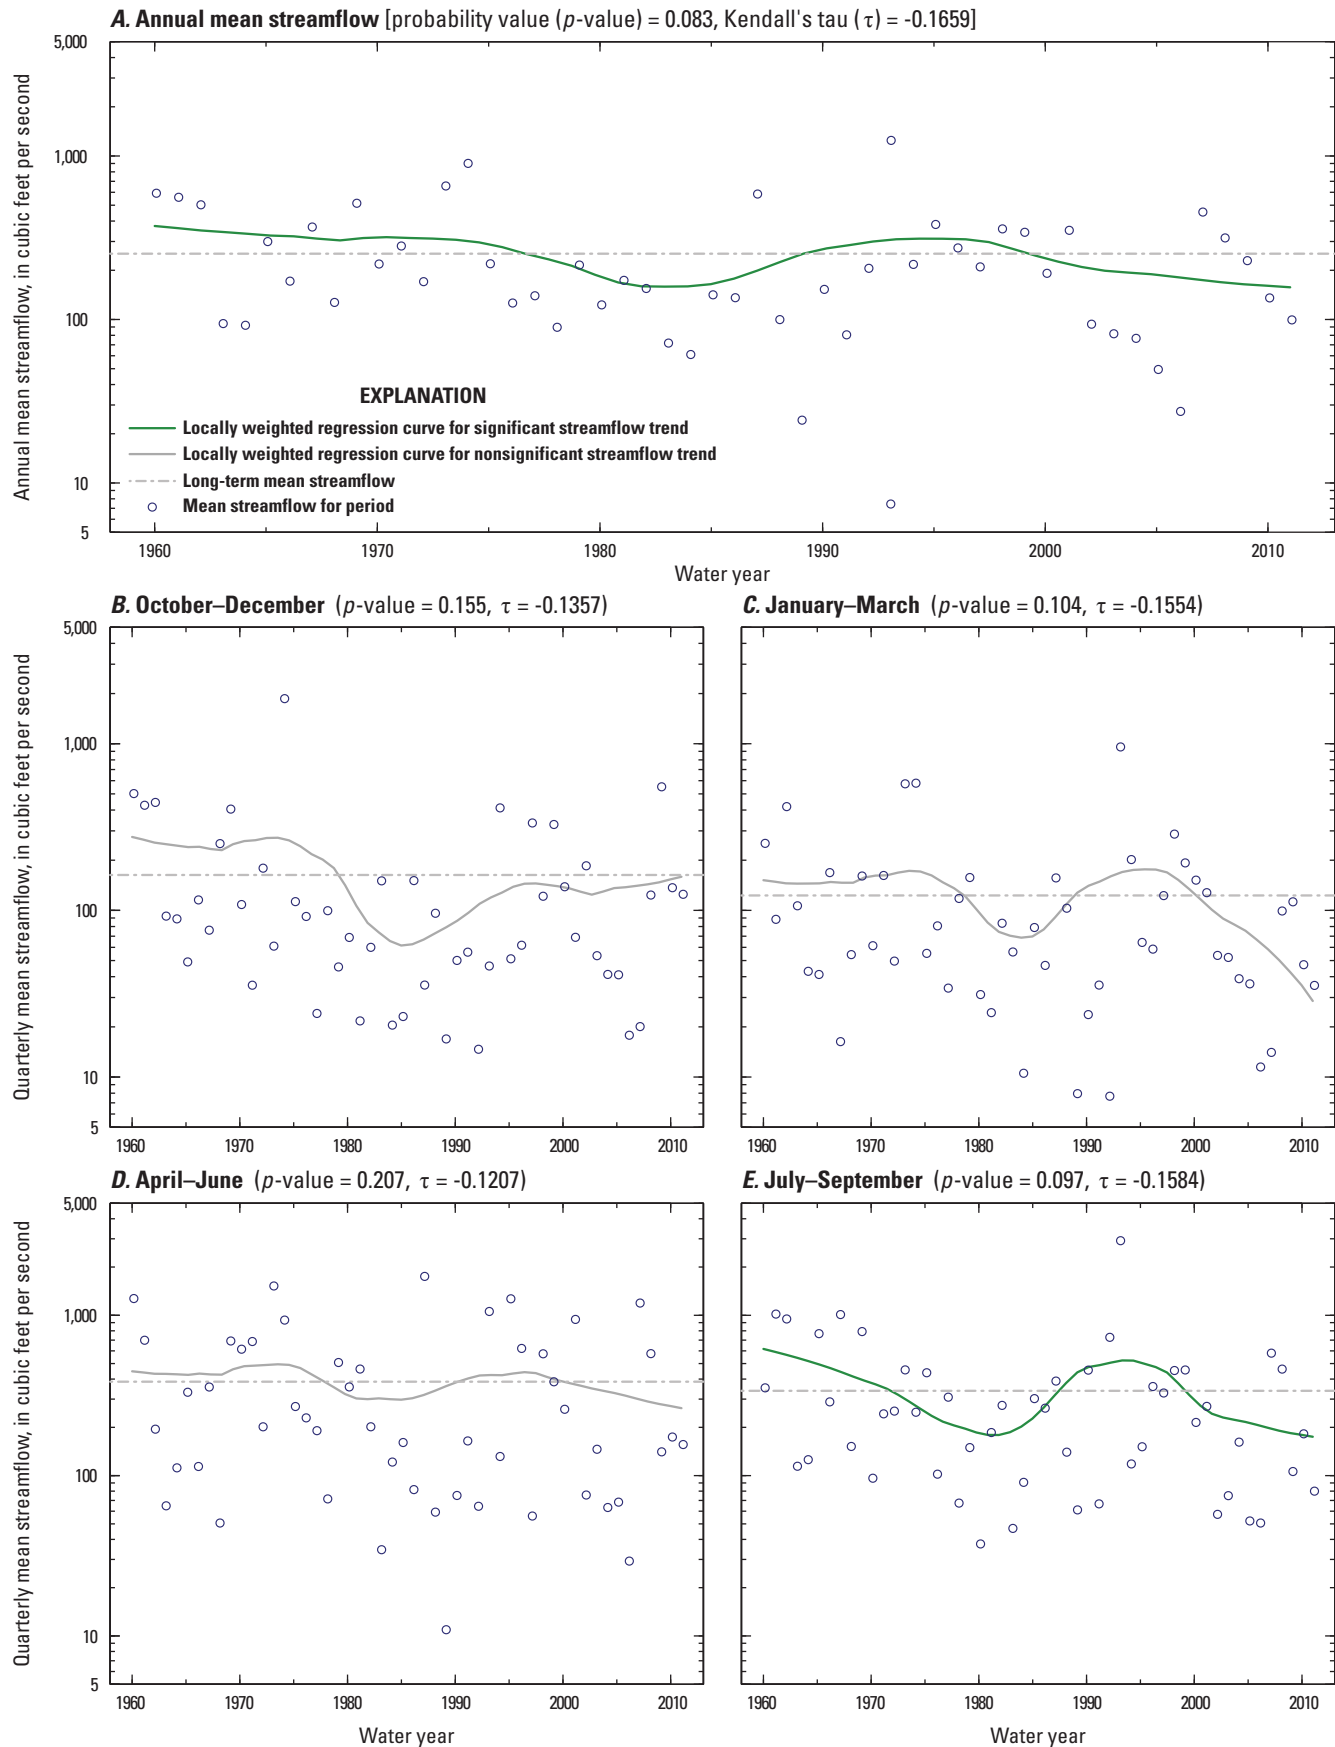 A. Annual mean streamflow [probability value (p-value) = 0.083, Kendall's tau (τ) = -0.1659]
Annual mean streamflow, in cubic feet per second
5,000
1,000
100
10
5
EXPLANATION
Locally weighted regression curve for significant streamflow trend
Locally weighted regression curve for nonsignificant streamflow trend
Long-term mean streamflow
Mean streamflow for period
1960 1970 1980 1990 2000 2010
Water year
B. October–December (p-value = 0.155, τ = -0.1357)
Quarterly mean streamflow, in cubic feet per second
5,000
1,000
100
10
5
1960 1970 1980 1990 2000 2010
C. January–March (p-value = 0.104, τ = -0.1554)
1960 1970 1980 1990 2000 2010
D. April–June (p-value = 0.207, τ = -0.1207)
Quarterly mean streamflow, in cubic feet per second
5,000
1,000
100
10
5
1960 1970 1980 1990 2000 2010
Water year
E. July–September (p-value = 0.097, τ = -0.1584)
1960 1970 1980 1990 2000 2010
Water year